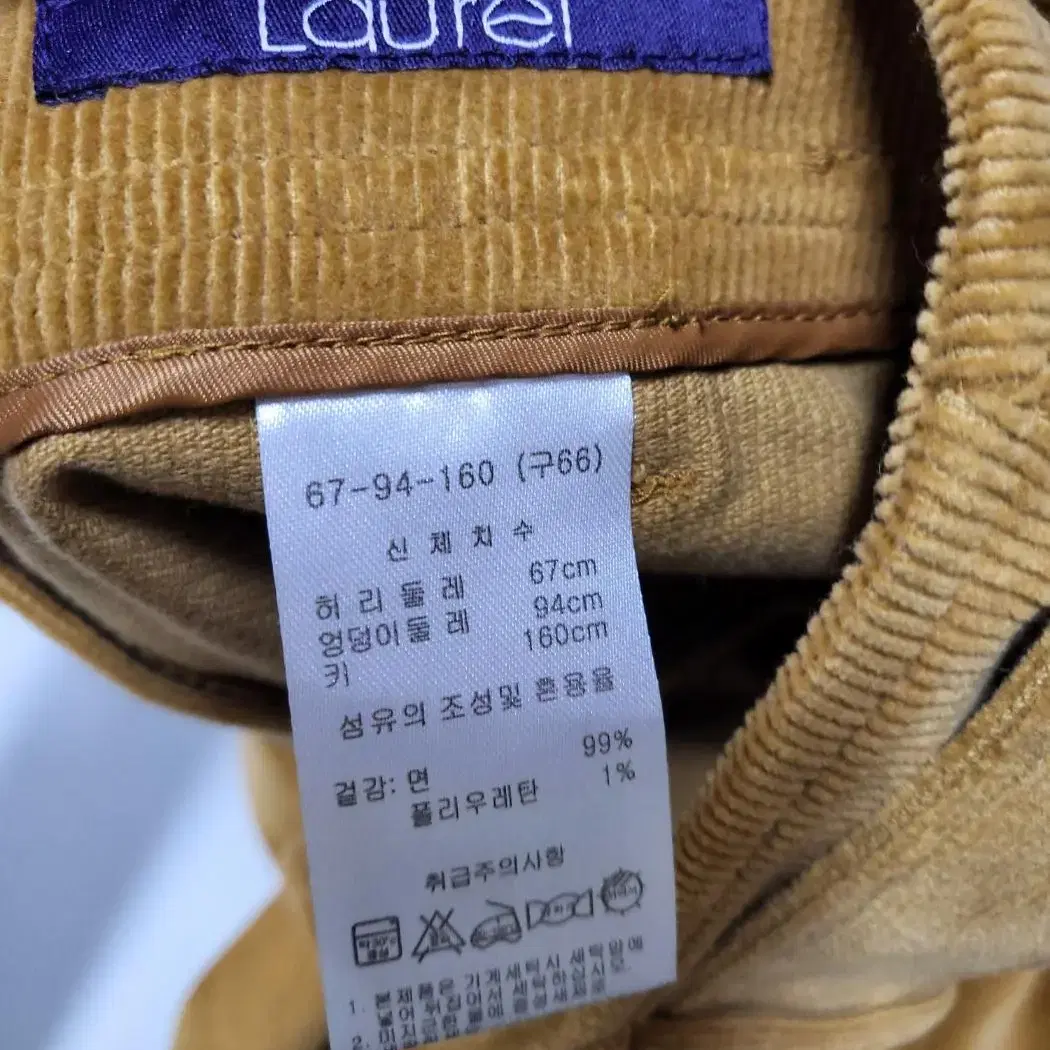 Laurel
67-94-160 (구66)
신 체 치 수
허 리 둘 레 67cm
엉덩이둘 레 94cm
키 160cm
섬유의 조성및 혼용율
겉감: 면 99%
폴리우레탄 1%
취급주의사항
1. 본제품은 기계세탁시 세탁망에
넣어 뒤집어서 세탁하십시오.
2.